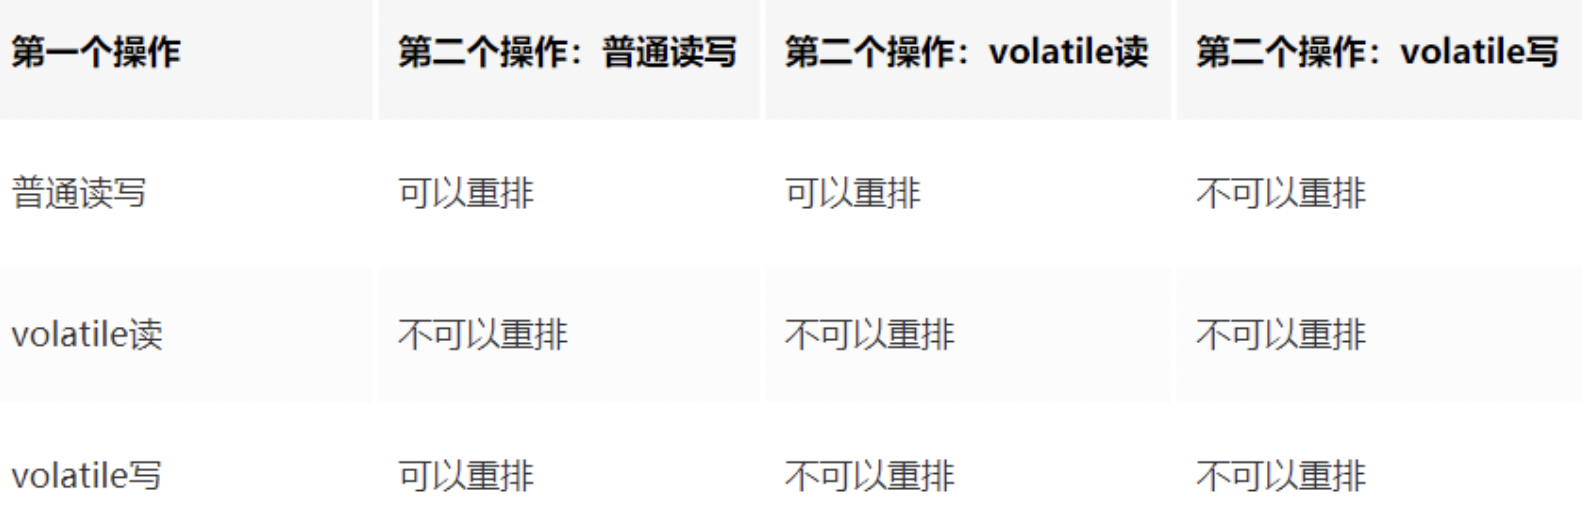 第一个操作 第二个操作：普通读写 第二个操作：volatile读 第二个操作：volatile写
普通读写 可以重排 可以重排 不可以重排
volatile读 不可以重排 不可以重排 不可以重排
volatile写 可以重排 不可以重排 不可以重排